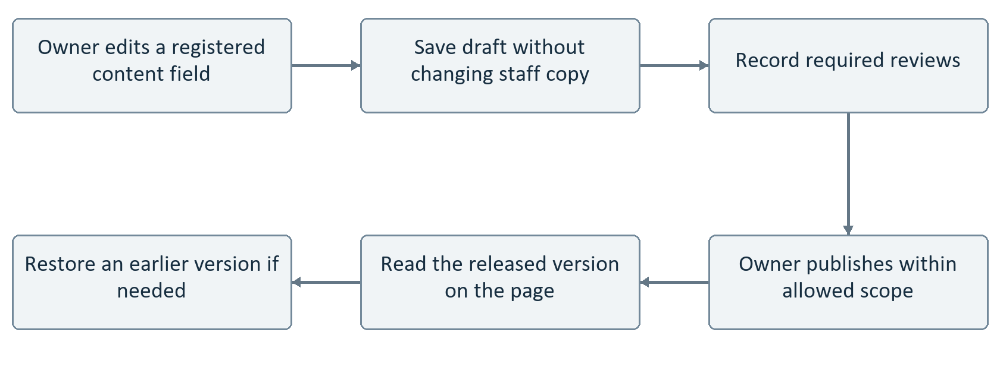 Owner edits a registered
content field
Save draft without
changing staff copy
Record required reviews
Owner publishes within
allowed scope
Read the released version
on the page
Restore an earlier version if
needed